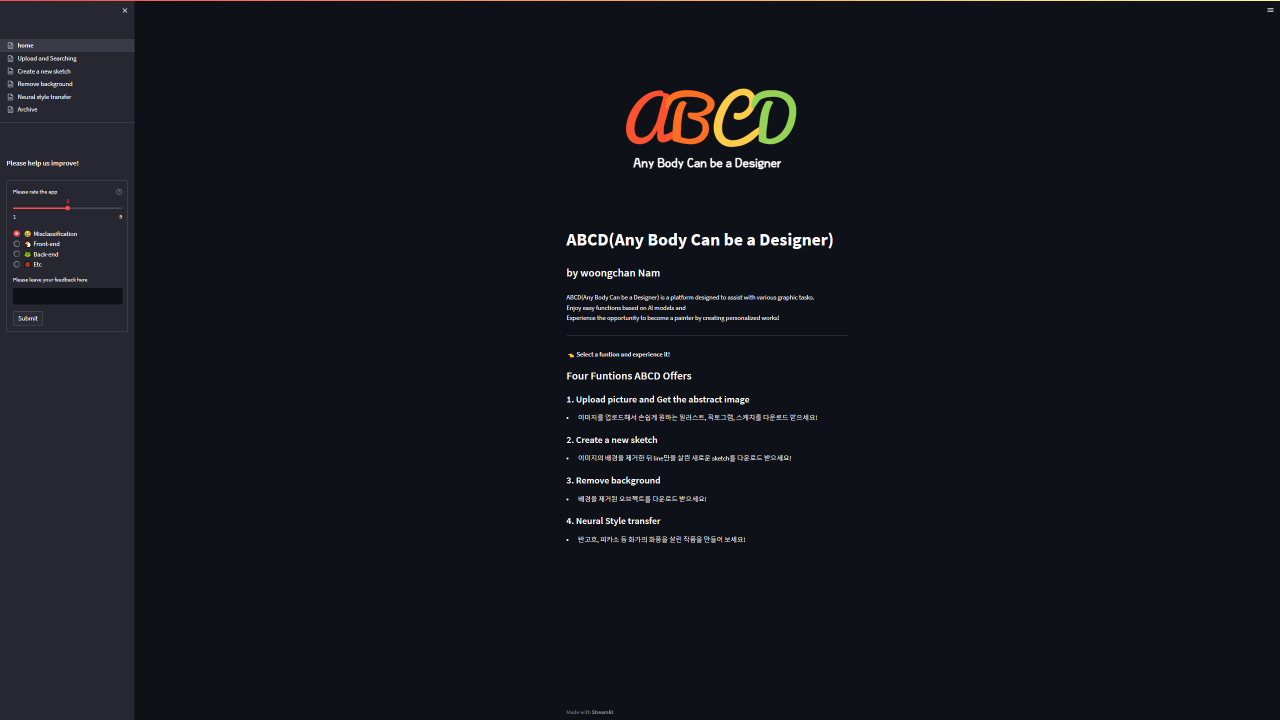 home
Upload and Searching
Create a new sketch
Remove background
Neural style transfer
Archive
Please help us improve!
Please rate the app
3
1 5
Misclassification
Front-end
Back-end
Etc
Please leave your feedback here
Submit
ABCD
Any Body Can be a Designer
ABCD(Any Body Can be a Designer)
by woongchan Nam
ABCD(Any Body Can be a Designer) is a platform designed to assist with various graphic tasks.
Enjoy easy functions based on AI models and
Experience the opportunity to become a painter by creating personalized works!
Select a funtion and experience it!
Four Funtions ABCD Offers
1. Upload picture and Get the abstract image
• 이미지를 업로드해서 손쉽게 원하는 일러스트, 픽토그램, 스케치를 다운로드 받으세요!
2. Create a new sketch
• 이미지의 배경을 제거한 뒤 line만을 살린 새로운 sketch를 다운로드 받으세요!
3. Remove background
• 배경을 제거된 오브젝트를 다운로드 받으세요!
4. Neural Style transfer
• 반고흐, 피카소 등 화가의 화풍을 살린 작품을 만들어 보세요!
Made with Streamlit